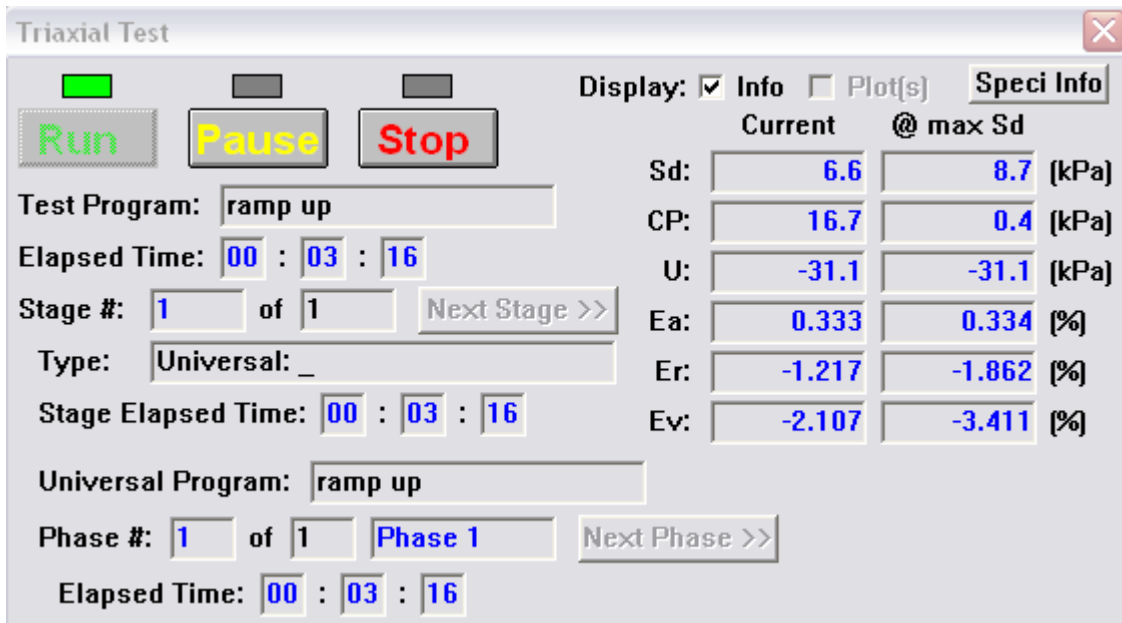 Triaxial Test
Display: Info Plot(s) Speci Info
Run Pause Stop
Current @ max Sd
Sd: 6.6 8.7 (kPa)
Test Program: ramp up
CP: 16.7 0.4 (kPa)
Elapsed Time: 00 : 03 : 16
U: -31.1 -31.1 (kPa)
Stage #: 1 of 1 Next Stage >>
Ea: 0.333 0.334 (%)
Type: Universal: _
Er: -1.217 -1.862 (%)
Stage Elapsed Time: 00 : 03 : 16
Ev: -2.107 -3.411 (%)
Universal Program: ramp up
Phase #: 1 of 1 Phase 1 Next Phase >>
Elapsed Time: 00 : 03 : 16